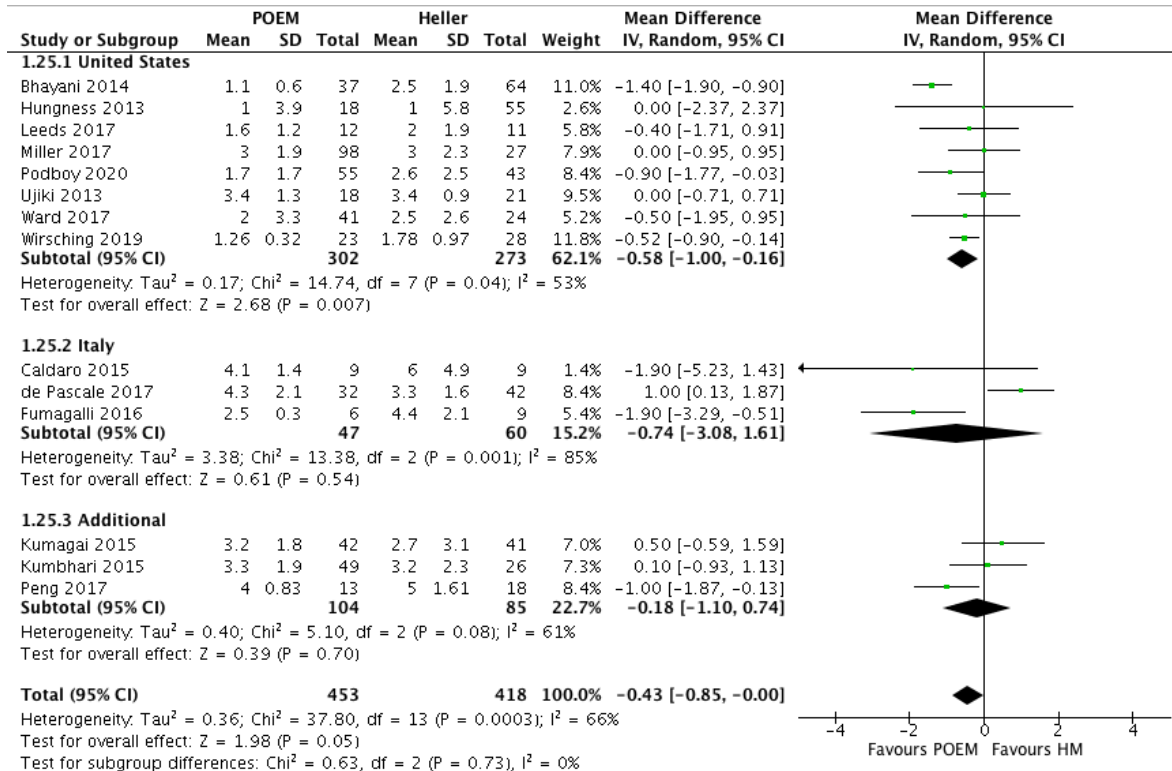 POEM Heller Mean Difference Mean Difference
Study or Subgroup Mean SD Total Mean SD Total Weight IV, Random, 95% CI IV, Random, 95% CI
1.25.1 United States
Bhayani 2014 1.1 0.6 37 2.5 1.9 64 11.0% -1.40 [-1.90, -0.90]
Hungness 2013 1 3.9 18 1 5.8 55 2.6% 0.00 [-2.37, 2.37]
Leeds 2017 1.6 1.2 12 2 1.9 11 5.8% -0.40 [-1.71, 0.91]
Miller 2017 3 1.9 98 3 2.3 27 7.9% 0.00 [-0.95, 0.95]
Podboy 2020 1.7 1.7 55 2.6 2.5 43 8.4% -0.90 [-1.77, -0.03]
Ujiki 2013 3.4 1.3 18 3.4 0.9 21 9.5% 0.00 [-0.71, 0.71]
Ward 2017 2 3.3 41 2.5 2.6 24 5.2% -0.50 [-1.95, 0.95]
Wirsching 2019 1.26 0.32 23 1.78 0.97 28 11.8% -0.52 [-0.90, -0.14]
Subtotal (95% CI) 302 273 62.1% -0.58 [-1.00, -0.16]
Heterogeneity: Tau² = 0.17; Chi² = 14.74, df = 7 (P = 0.04); I² = 53%
Test for overall effect: Z = 2.68 (P = 0.007)
1.25.2 Italy
Caldaro 2015 4.1 1.4 9 6 4.9 9 1.4% -1.90 [-5.23, 1.43]
de Pascale 2017 4.3 2.1 32 3.3 1.6 42 8.4% 1.00 [0.13, 1.87]
Fumagalli 2016 2.5 0.3 6 4.4 2.1 9 5.4% -1.90 [-3.29, -0.51]
Subtotal (95% CI) 47 60 15.2% -0.74 [-3.08, 1.61]
Heterogeneity: Tau² = 3.38; Chi² = 13.38, df = 2 (P = 0.001); I² = 85%
Test for overall effect: Z = 0.61 (P = 0.54)
1.25.3 Additional
Kumagai 2015 3.2 1.8 42 2.7 3.1 41 7.0% 0.50 [-0.59, 1.59]
Kumbhari 2015 3.3 1.9 49 3.2 2.3 26 7.3% 0.10 [-0.93, 1.13]
Peng 2017 4 0.83 13 5 1.61 18 8.4% -1.00 [-1.87, -0.13]
Subtotal (95% CI) 104 85 22.7% -0.18 [-1.10, 0.74]
Heterogeneity: Tau² = 0.40; Chi² = 5.10, df = 2 (P = 0.08); I² = 61%
Test for overall effect: Z = 0.39 (P = 0.70)
Total (95% CI) 453 418 100.0% -0.43 [-0.85, -0.00]
Heterogeneity: Tau² = 0.36; Chi² = 37.80, df = 13 (P = 0.0003); I² = 66%
Test for overall effect: Z = 1.98 (P = 0.05)
Test for subgroup differences: Chi² = 0.63, df = 2 (P = 0.73), I² = 0%
-4 -2 0 2 4
Favours POEM Favours HM